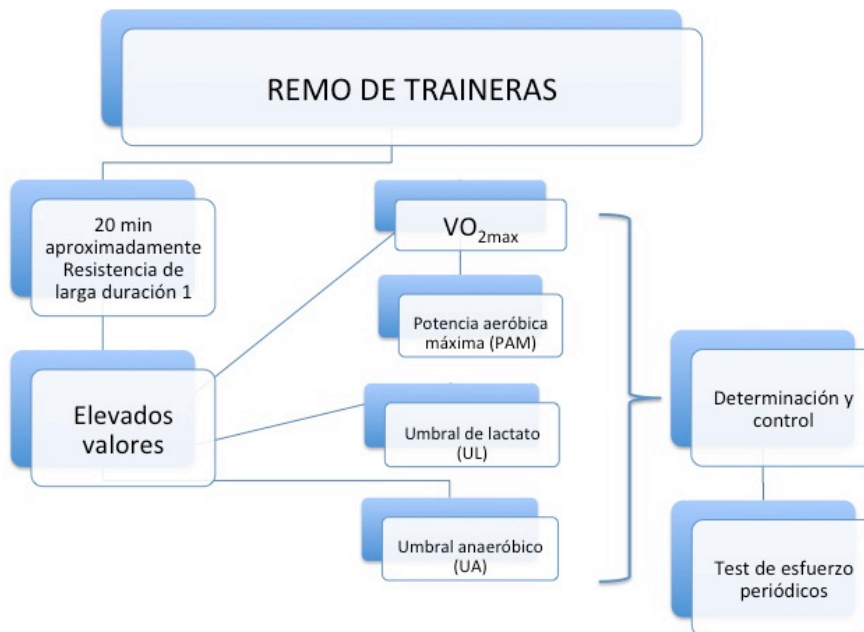 REMO DE TRAINERAS
20 min
aproximadamente
Resistencia de
larga duración 1
Elevados
valores
VO2max
Potencia aeróbica
máxima (PAM)
Umbral de lactato
(UL)
Umbral anaeróbico
(UA)
Determinación y
control
Test de esfuerzo
periódicos